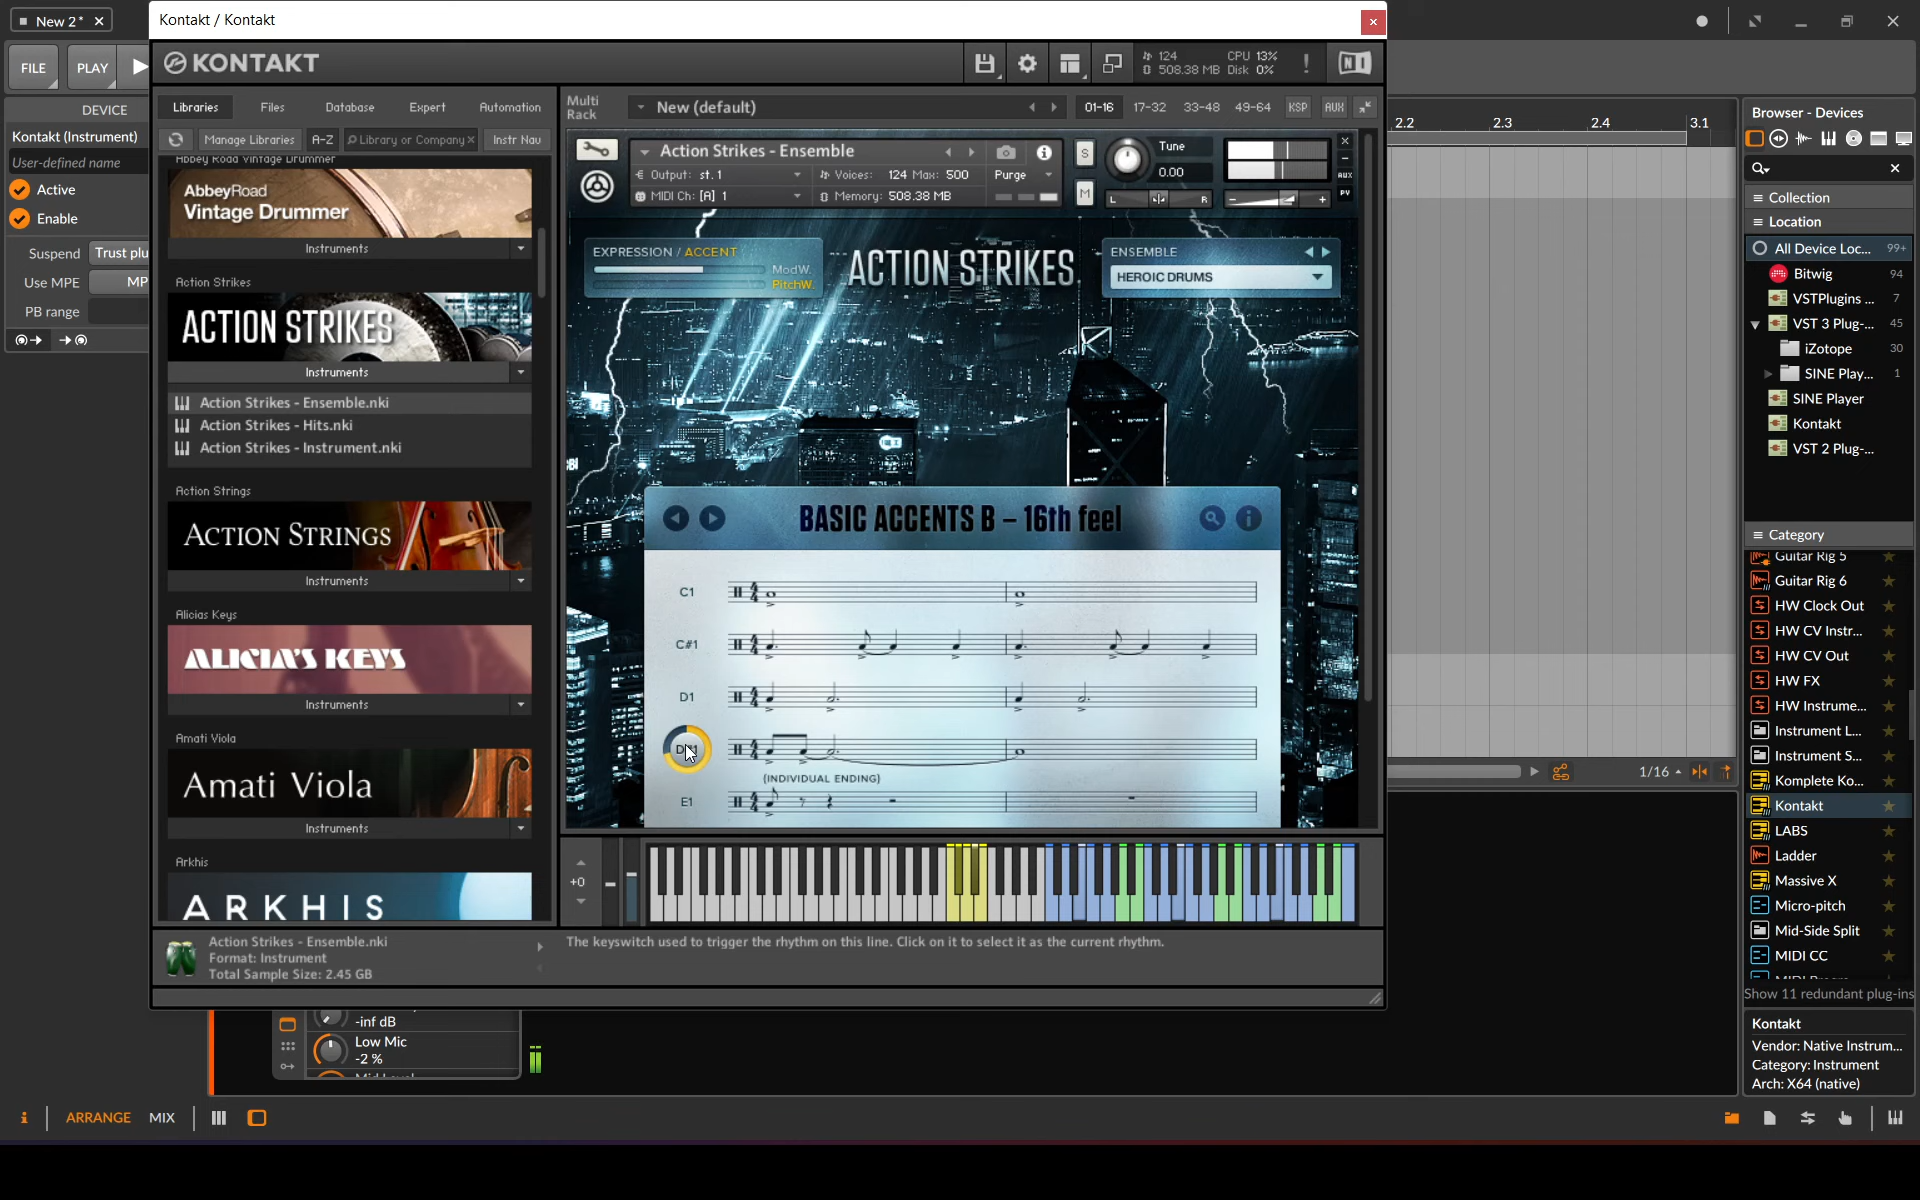 New 2*
Kontakt / Kontakt
FILE
PLAY
DEVICE
Kontakt (Instrument)
User-defined name
Active
Enable
Suspend
Trust plu
Use MPE
MP
PB range
KONTAKT
124
508.38 MB
CPU 13%
Disk 0%
Libraries
Files
Database
Expert
Automation
Manage Libraries
A-Z
Library or Company
Instr Nav
Abbey Road Vintage Drummer
AbbeyRoad
Vintage Drummer
Instruments
Action Strikes
ACTION STRIKES
Instruments
Action Strikes - Ensemble.nki
Action Strikes - Hits.nki
Action Strikes - Instrument.nki
Action Strings
ACTION STRINGS
Instruments
Alicias Keys
ALICIA'S KEYS
Instruments
Amati Viola
Amati Viola
Instruments
Arkhis
ARKHIS
Multi
Rack
New (default)
01-16
17-32
33-48
49-64
KSP
AUX
Action Strikes - Ensemble
Output: st. 1
Voices: 124 Max: 500
Purge
MIDI Ch: [A] 1
Memory: 508.38 MB
S
M
Tune
0.00
L
R
AUX
PV
EXPRESSION / ACCENT
ModW.
PitchW.
ACTION STRIKES
ENSEMBLE
HEROIC DRUMS
BASIC ACCENTS B – 16th feel
C1
C#1
D1
(INDIVIDUAL ENDING)
E1
+0
Action Strikes - Ensemble.nki
Format: Instrument
Total Sample Size: 2.45 GB
The keyswitch used to trigger the rhythm on this line. Click on it to select it as the current rhythm.
-inf dB
Low Mic
-2 %
ARRANGE
MIX
2.2
2.3
2.4
3.1
1/16
Browser - Devices
Collection
Location
All Device Loc... 99+
Bitwig 94
VSTPlugins ... 7
VST 3 Plug-... 45
iZotope 30
SINE Play... 1
SINE Player
Kontakt
VST 2 Plug-...
Category
Guitar Rig 5
Guitar Rig 6
HW Clock Out
HW CV Instr...
HW CV Out
HW FX
HW Instrume...
Instrument L...
Instrument S...
Komplete Ko...
Kontakt
LABS
Ladder
Massive X
Micro-pitch
Mid-Side Split
MIDI CC
Show 11 redundant plug-ins
Kontakt
Vendor: Native Instrum...
Category: Instrument
Arch: X64 (native)